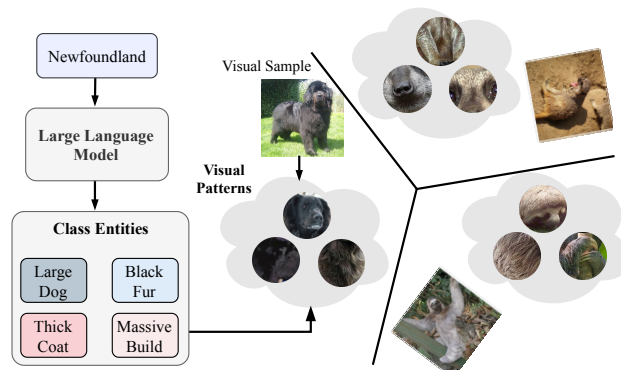 Newfoundland
Visual Sample
Large Language
Model
Visual
Patterns
Class Entities
Large
Dog
Black
Fur
Thick
Coat
Massive
Build